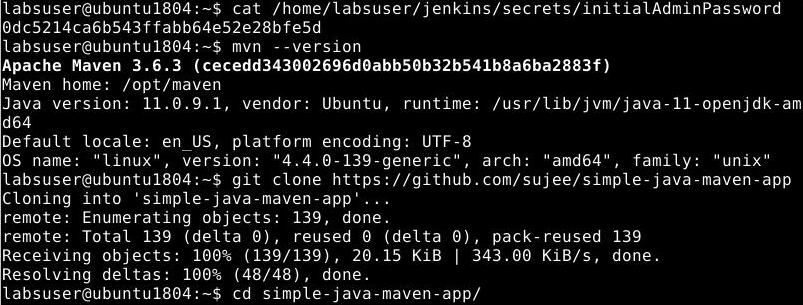 labsuser@ubuntu1804:~$ cat /home/labsuser/jenkins/secrets/initialAdminPassword
0dc5214ca6b543ffabb64e52e28bfe5d
labsuser@ubuntu1804:~$ mvn --version
Apache Maven 3.6.3 (cecedd343002696d0abb50b32b541b8a6ba2883f)
Maven home: /opt/maven
Java version: 11.0.9.1, vendor: Ubuntu, runtime: /usr/lib/jvm/java-11-openjdk-am
d64
Default locale: en_US, platform encoding: UTF-8
OS name: "linux", version: "4.4.0-139-generic", arch: "amd64", family: "unix"
labsuser@ubuntu1804:~$ git clone https://github.com/sujee/simple-java-maven-app
Cloning into 'simple-java-maven-app'...
remote: Enumerating objects: 139, done.
remote: Total 139 (delta 0), reused 0 (delta 0), pack-reused 139
Receiving objects: 100% (139/139), 20.15 KiB | 343.00 KiB/s, done.
Resolving deltas: 100% (48/48), done.
labsuser@ubuntu1804:~$ cd simple-java-maven-app/